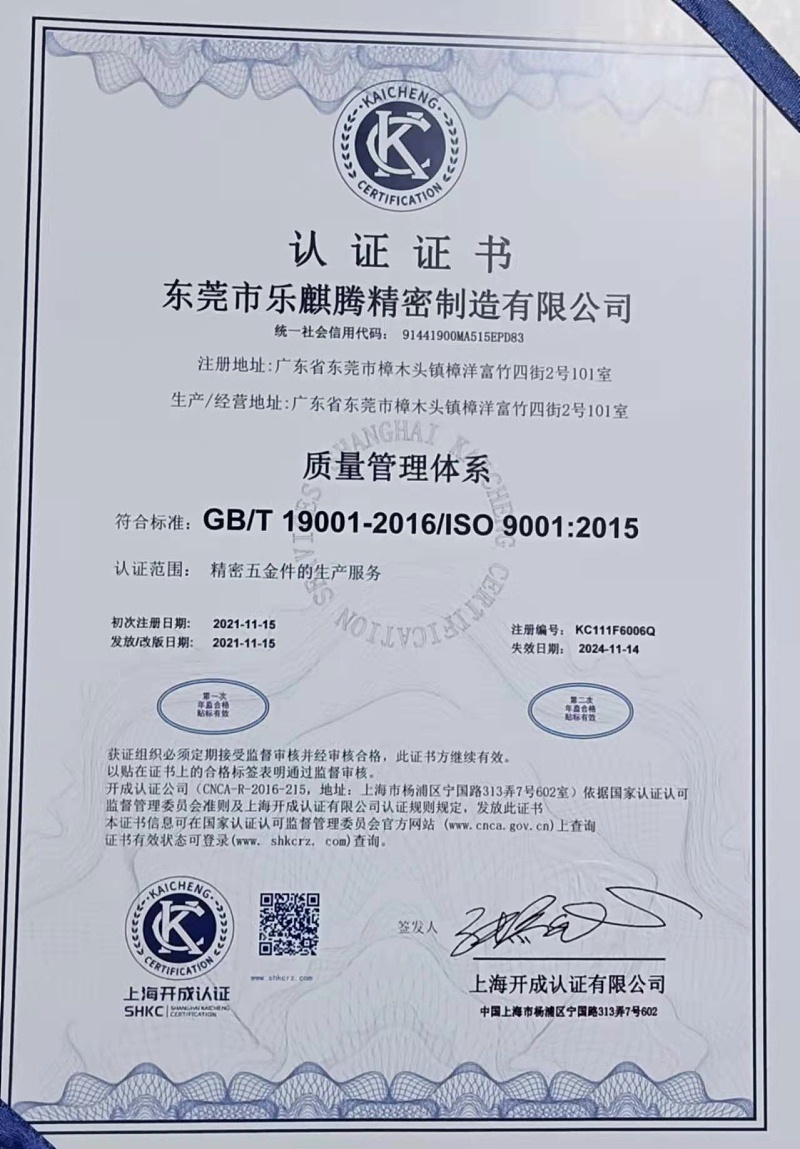 KAICHENG
KC
CERTIFICATION
认证证书
东莞市乐麒腾精密制造有限公司
统一社会信用代码： 91441900MA515EPD83
注册地址:广东省东莞市樟木头镇樟洋富竹四街2号101室
生产/经营地址:广东省东莞市樟木头镇樟洋富竹四街2号101室
SHANGHAI KAICHENG CERTIFICATION SERVICES
质量管理体系
符合标准: GB/T 19001-2016/ISO 9001:2015
认证范围： 精密五金件的生产服务
初次注册日期: 2021-11-15
发放/改版日期: 2021-11-15
注册编号: KC111F6006Q
失效日期: 2024-11-14
第一次
年监合格
贴标有效
第二次
年监合格
贴标有效
获证组织必须定期接受监督审核并经审核合格，此证书方继续有效。
以贴在证书上的合格标签表明通过监督审核。
开成认证公司（CNCA-R-2016-215，地址：上海市杨浦区宁国路313弄7号602室）依据国家认证认可
监督管理委员会准则及上海开成认证有限公司认证规则规定，发放此证书
本证书信息可在国家认证认可监督管理委员会官方网站 (www.cnca.gov.cn)上查询
证书有效状态可登录(www. shkcrz. com)查询。
KAICHENG
KC
CERTIFICATION
上海开成认证
SHKC SHANGHAI KAICHENG
CERTIFICATION
www.shkcrz.com
签发人
上海开成认证有限公司
中国上海市杨浦区宁国路313弄7号602